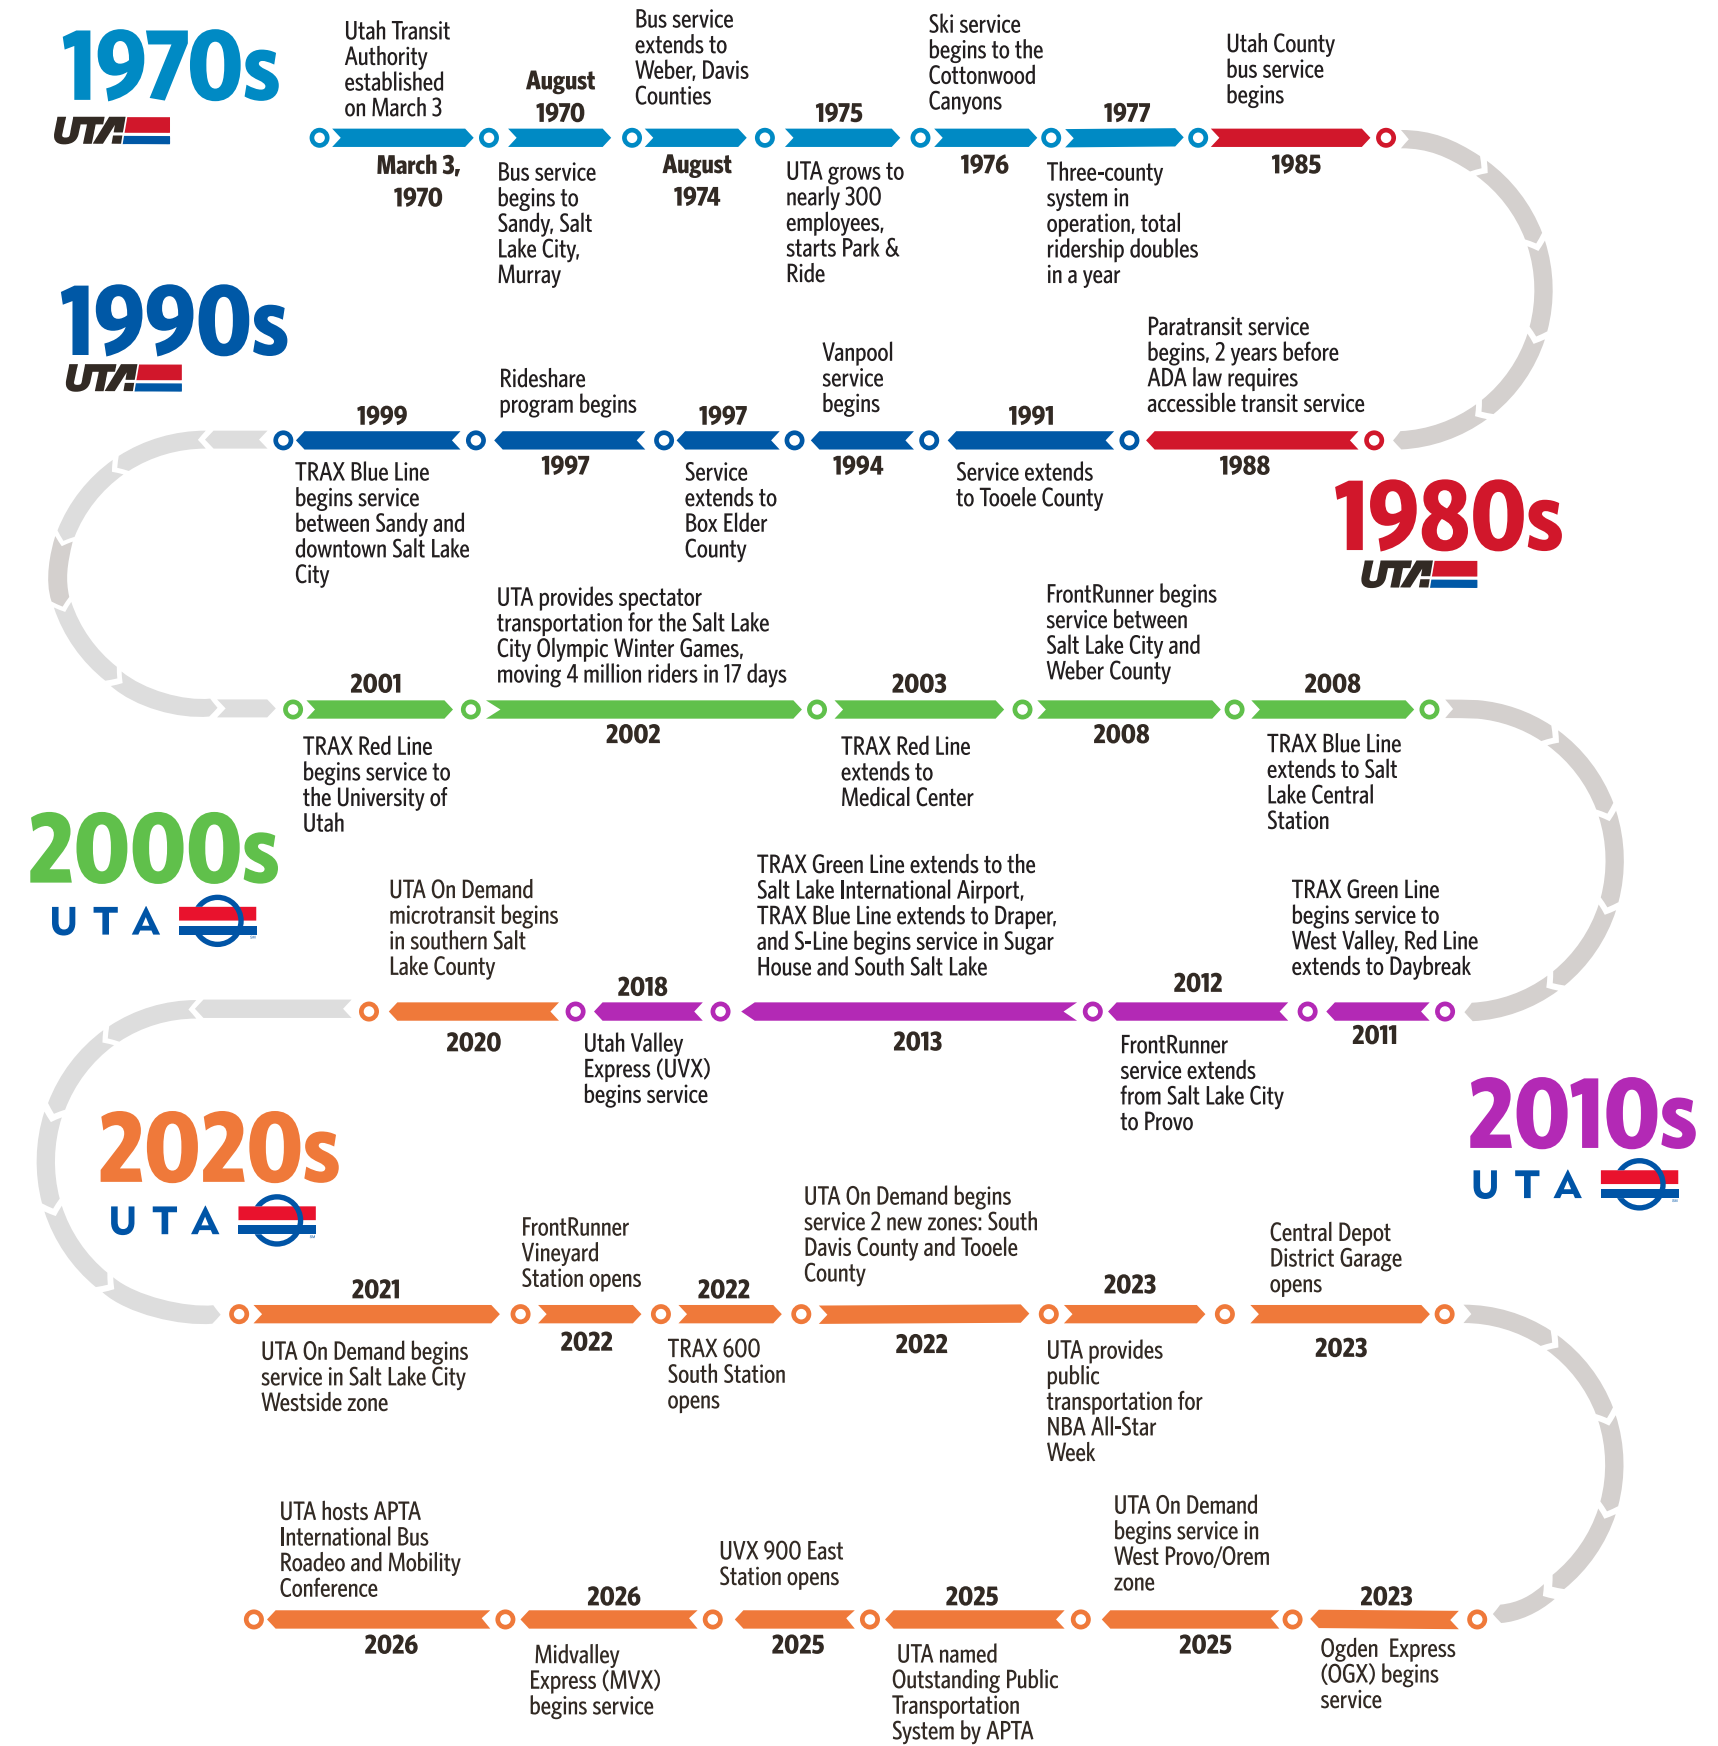 1970s
UTA
Utah Transit
Authority
established
on March 3
March 3,
1970
August
1970
Bus service
begins to
Sandy, Salt
Lake City,
Murray
Bus service
extends to
Weber, Davis
Counties
August
1974
1975
UTA grows to
nearly 300
employees,
starts Park &
Ride
Ski service
begins to the
Cottonwood
Canyons
1976
1977
Three-county
system in
operation, total
ridership doubles
in a year
Utah County
bus service
begins
1985
1980s
UTA
Paratransit service
begins, 2 years before
ADA law requires
accessible transit service
1988
1990s
UTA
1991
Service extends
to Tooele County
Vanpool
service
begins
1994
1997
Service
extends to
Box Elder
County
Rideshare
program begins
1997
1999
TRAX Blue Line
begins service
between Sandy and
downtown Salt Lake
City
2000s
UTA
2001
TRAX Red Line
begins service to
the University of
Utah
UTA provides spectator
transportation for the Salt Lake
City Olympic Winter Games,
moving 4 million riders in 17 days
2002
2003
TRAX Red Line
extends to
Medical Center
FrontRunner begins
service between
Salt Lake City and
Weber County
2008
2008
TRAX Blue Line
extends to Salt
Lake Central
Station
2010s
UTA
TRAX Green Line
begins service to
West Valley, Red Line
extends to Daybreak
2011
2012
FrontRunner
service extends
from Salt Lake City
to Provo
TRAX Green Line extends to the
Salt Lake International Airport,
TRAX Blue Line extends to Draper,
and S-Line begins service in Sugar
House and South Salt Lake
2013
2018
Utah Valley
Express (UVX)
begins service
2020s
UTA
UTA On Demand
microtransit begins
in southern Salt
Lake County
2020
2021
UTA On Demand begins
service in Salt Lake City
Westside zone
FrontRunner
Vineyard
Station opens
2022
2022
TRAX 600
South Station
opens
UTA On Demand begins
service 2 new zones: South
Davis County and Tooele
County
2022
2023
UTA provides
public
transportation for
NBA All-Star
Week
Central Depot
District Garage
opens
2023
2023
Ogden Express
(OGX) begins
service
UTA On Demand
begins service in
West Provo/Orem
zone
2025
2025
UTA named
Outstanding Public
Transportation
System by APTA
UVX 900 East
Station opens
2025
2026
Midvalley
Express (MVX)
begins service
UTA hosts APTA
International Bus
Roadeo and Mobility
Conference
2026